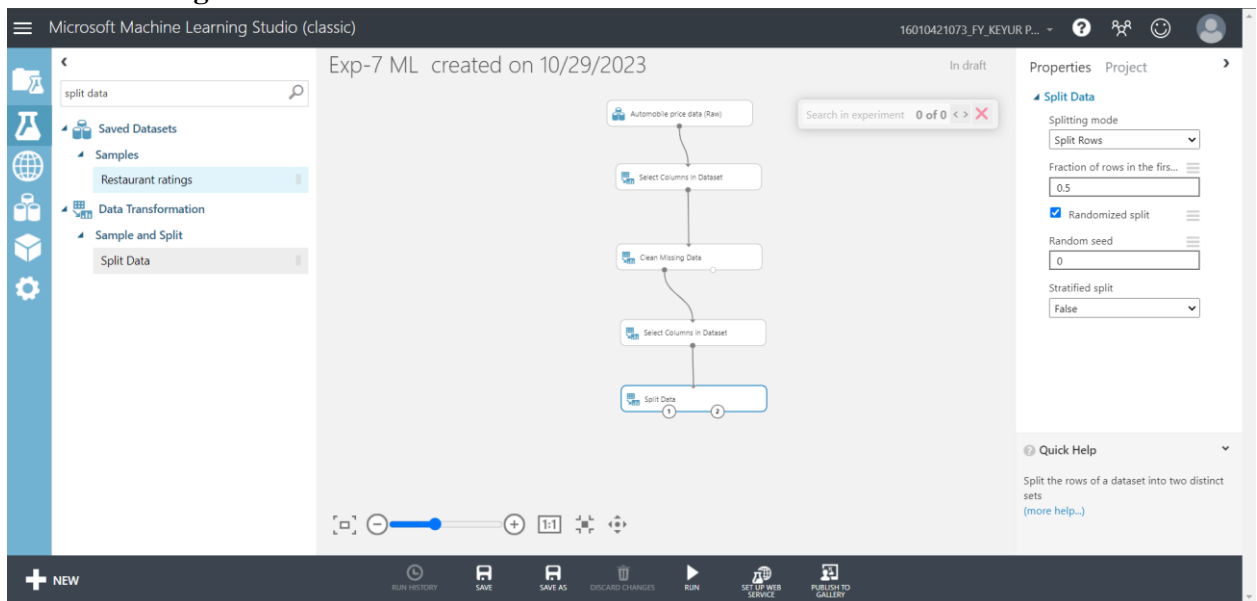 Microsoft Machine Learning Studio (classic)
16010421073_FY_KEYUR P...
?
Exp-7 ML created on 10/29/2023
In draft
split data
Saved Datasets
Samples
Restaurant ratings
Data Transformation
Sample and Split
Split Data
Automobile price data (Raw)
Select Columns in Dataset
Clean Missing Data
Select Columns in Dataset
Split Data
1
2
Search in experiment 0 of 0 < > X
1:1
Properties Project
Split Data
Splitting mode
Split Rows
Fraction of rows in the firs...
0.5
Randomized split
Random seed
0
Stratified split
False
Quick Help
Split the rows of a dataset into two distinct
sets
(more help...)
NEW
RUN HISTORY
SAVE
SAVE AS
DISCARD CHANGES
RUN
SET UP WEB
SERVICE
PUBLISH TO
GALLERY